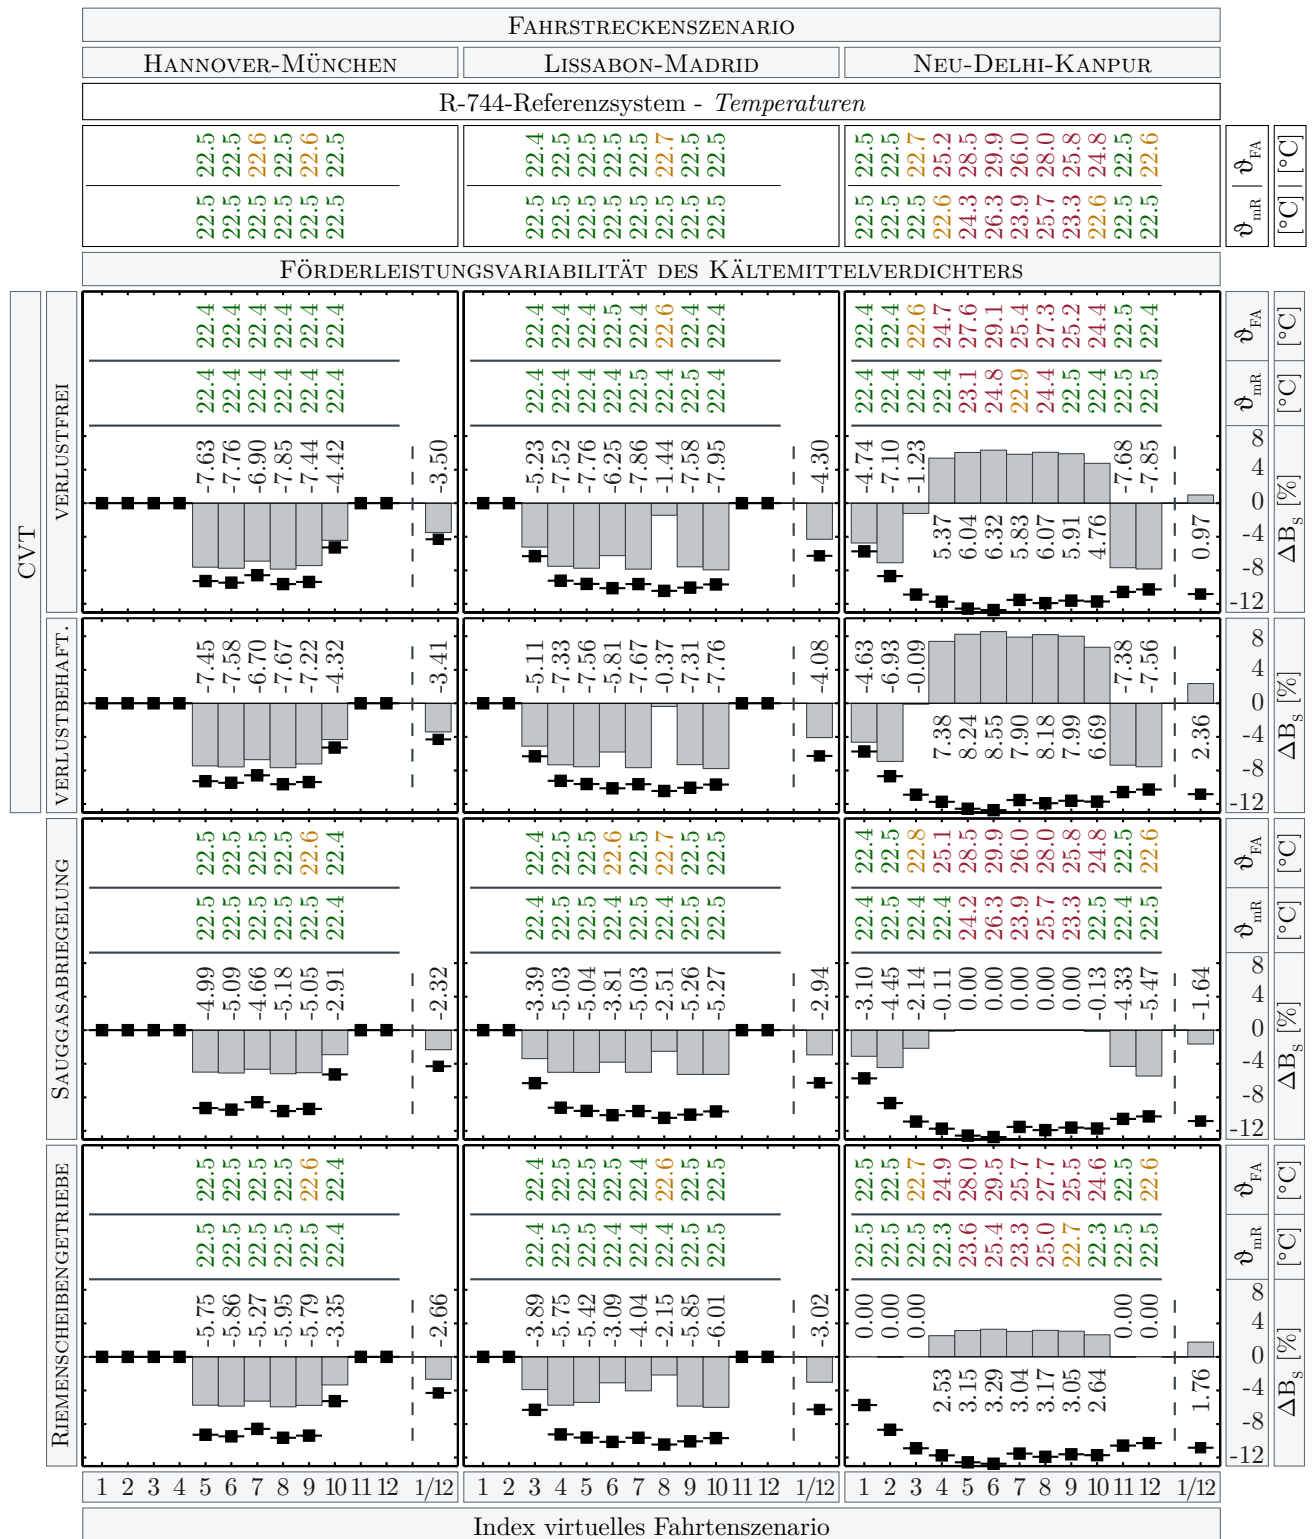 FAHRSTRECKENSZENARIO
HANNOVER-MÜNCHEN LISSABON-MADRID NEU-DELHI-KANPUR
R-744-Referenzsystem - Temperaturen
22.5 22.5 22.6 22.5 22.6 22.5 22.4 22.5 22.5 22.5 22.5 22.7 22.5 22.5 22.5 22.5 22.7 25.2 28.5 29.9 26.0 28.0 25.8 24.8 22.5 22.6 ϑFA [°C]
22.5 22.5 22.5 22.5 22.5 22.5 22.5 22.5 22.5 22.5 22.5 22.5 22.5 22.5 22.5 22.5 22.5 22.6 24.3 26.3 23.9 25.7 23.3 22.6 22.5 22.5 ϑmR | [°C] |
FÖRDERLEISTUNGSVARIABILITÄT DES KÄLTEMITTELVERDICHTERS
CVT
VERLUSTFREI
22.4 22.4 22.4 22.4 22.4 22.4 22.4 22.4 22.4 22.5 22.4 22.6 22.4 22.4 22.4 22.4 22.6 24.7 27.6 29.1 25.4 27.3 25.2 24.4 22.5 22.4 ϑFA [°C]
22.4 22.4 22.4 22.4 22.4 22.4 22.4 22.4 22.4 22.4 22.5 22.4 22.5 22.4 22.4 22.4 22.4 22.4 23.1 24.8 22.9 24.4 22.5 22.4 22.5 22.5 ϑmR [°C]
-7.63 -7.76 -6.90 -7.85 -7.44 -4.42 -3.50 -5.23 -7.52 -7.76 -6.25 -7.86 -1.44 -7.58 -7.95 -4.30 -4.74 -7.10 -1.23 -7.68 -7.85
5.37 6.04 6.32 5.83 6.07 5.91 4.76 0.97
8
4
0
-4
-8
-12
ΔBS [%]
VERLUSTBEHAFT.
-7.45 -7.58 -6.70 -7.67 -7.22 -4.32 -3.41 -5.11 -7.33 -7.56 -5.81 -7.67 -0.37 -7.31 -7.76 -4.08 -4.63 -6.93 -0.09 -7.38 -7.56
7.38 8.24 8.55 7.90 8.18 7.99 6.69 2.36
8
4
0
-4
-8
-12
ΔBS [%]
SAUGGASABRIEGELUNG
22.5 22.5 22.5 22.5 22.6 22.4 22.4 22.5 22.5 22.6 22.5 22.7 22.5 22.5 22.4 22.5 22.8 25.1 28.5 29.9 26.0 28.0 25.8 24.8 22.5 22.6 ϑFA [°C]
22.5 22.5 22.5 22.5 22.5 22.4 22.4 22.5 22.5 22.4 22.5 22.4 22.5 22.5 22.4 22.5 22.4 22.4 24.2 26.3 23.9 25.7 23.3 22.5 22.4 22.5 ϑmR [°C]
-4.99 -5.09 -4.66 -5.18 -5.05 -2.91 -2.32 -3.39 -5.03 -5.04 -3.81 -5.03 -2.51 -5.26 -5.27 -2.94 -3.10 -4.45 -2.14 -0.11 0.00 0.00 0.00 0.00 0.00 -0.13 -4.33 -5.47 -1.64
8
4
0
-4
-8
-12
ΔBS [%]
RIEMENSCHEIBENGETRIEBE
22.5 22.5 22.5 22.5 22.6 22.4 22.4 22.5 22.5 22.4 22.4 22.6 22.5 22.5 22.5 22.5 22.7 24.9 28.0 29.5 25.7 27.7 25.5 24.6 22.5 22.6 ϑFA [°C]
22.5 22.5 22.5 22.5 22.5 22.4 22.4 22.5 22.5 22.4 22.4 22.4 22.5 22.5 22.5 22.5 22.5 22.3 23.6 25.4 23.3 25.0 22.7 22.3 22.5 22.5 ϑmR [°C]
-5.75 -5.86 -5.27 -5.95 -5.79 -3.35 -2.66 -3.89 -5.75 -5.42 -3.09 -4.04 -2.15 -5.85 -6.01 -3.02 0.00 0.00 0.00 0.00 0.00
2.53 3.15 3.29 3.04 3.17 3.05 2.64 1.76
8
4
0
-4
-8
-12
ΔBS [%]
1 2 3 4 5 6 7 8 9 10 11 12 1/12 1 2 3 4 5 6 7 8 9 10 11 12 1/12 1 2 3 4 5 6 7 8 9 10 11 12 1/12
Index virtuelles Fahrtenszenario